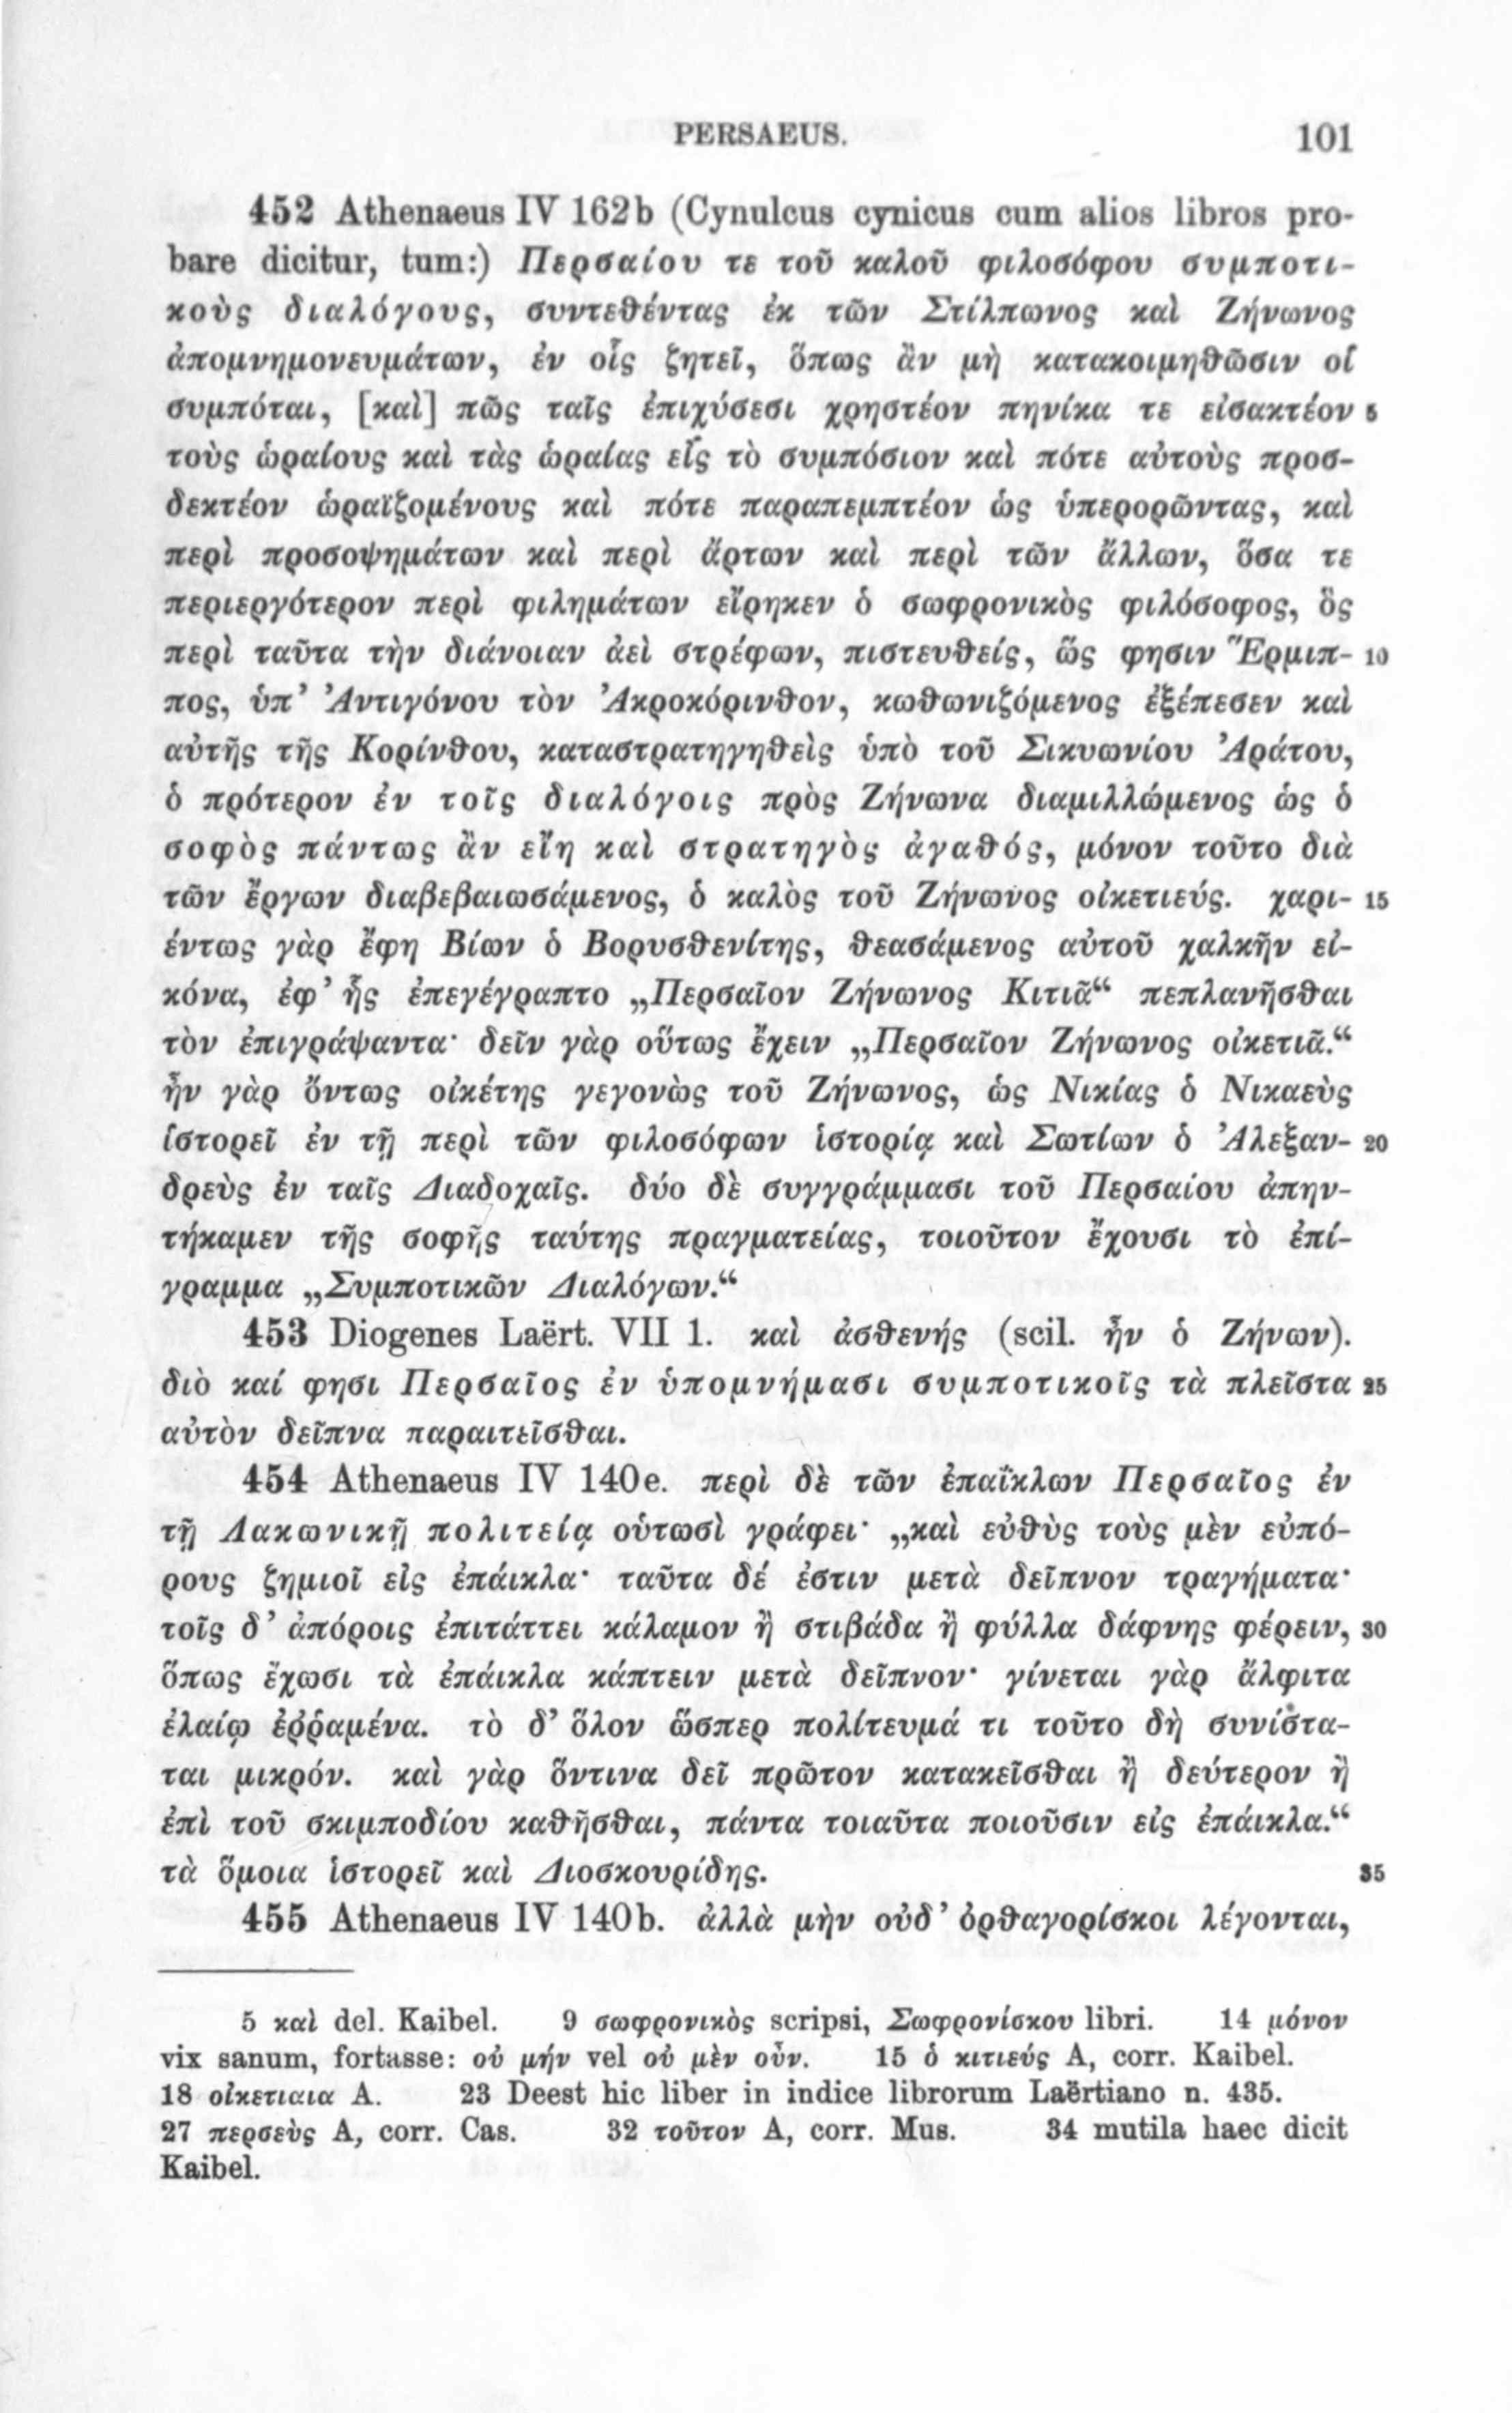 PERSAEUS. 101
452 Athenaeus IV 162b (Cynulcus cynicus cum alios libros pro-
bare dicitur, tum:) Περσαίου τε τοῦ καλοῦ φιλοσόφου συμποτι-
κοὺς διαλόγους, συντεθέντας ἐκ τῶν Στίλπωνος καὶ Ζήνωνος
ἀπομνημονευμάτων, ἐν οἷς ζητεῖ, ὅπως ἂν μὴ κατακοιμηθῶσιν οἱ
συμπόται, [καὶ] πῶς ταῖς ἐπιχύσεσι χρηστέον πηνίκα τε εἰσακτέον 5
τοὺς ὡραίους καὶ τὰς ὡραίας εἰς τὸ συμπόσιον καὶ πότε αὐτοὺς προσ-
δεκτέον ὡραϊζομένους καὶ πότε παραπεμπτέον ὡς ὑπερορῶντας, καὶ
περὶ προσοψημάτων καὶ περὶ ἄρτων καὶ περὶ τῶν ἄλλων, ὅσα τε
περιεργότερον περὶ φιλημάτων εἴρηκεν ὁ σωφρονικὸς φιλόσοφος, ὃς
περὶ ταῦτα τὴν διάνοιαν ἀεὶ στρέφων, πιστευθείς, ὥς φησιν Ἕρμιπ- 10
πος, ὑπ’ Ἀντιγόνου τὸν Ἀκροκόρινθον, κωθωνιζόμενος ἐξέπεσεν καὶ
αὐτῆς τῆς Κορίνθου, καταστρατηγηθεὶς ὑπὸ τοῦ Σικυωνίου Ἀράτου,
ὁ πρότερον ἐν τοῖς διαλόγοις πρὸς Ζήνωνα διαμιλλώμενος ὡς ὁ
σοφὸς πάντως ἂν εἴη καὶ στρατηγὸς ἀγαθός, μόνον τοῦτο διὰ
τῶν ἔργων διαβεβαιωσάμενος, ὁ καλὸς τοῦ Ζήνωνος οἰκετιεύς. χαρι- 15
έντως γὰρ ἔφη Βίων ὁ Βορυσθενίτης, θεασάμενος αὐτοῦ χαλκῆν εἰ-
κόνα, ἐφ’ ἧς ἐπεγέγραπτο „Περσαῖον Ζήνωνος Κιτιᾶ“ πεπλανῆσθαι
τὸν ἐπιγράψαντα· δεῖν γὰρ οὕτως ἔχειν „Περσαῖον Ζήνωνος οἰκετιᾶ.“
ἦν γὰρ ὄντως οἰκέτης γεγονὼς τοῦ Ζήνωνος, ὡς Νικίας ὁ Νικαεὺς
ἱστορεῖ ἐν τῇ περὶ τῶν φιλοσόφων ἱστορίᾳ καὶ Σωτίων ὁ Ἀλεξαν- 20
δρεὺς ἐν ταῖς Διαδοχαῖς. δύο δὲ συγγράμμασι τοῦ Περσαίου ἀπην-
τήκαμεν τῆς σοφῆς ταύτης πραγματείας, τοιοῦτον ἔχουσι τὸ ἐπί-
γραμμα „Συμποτικῶν Διαλόγων.“
453 Diogenes Laërt. VII 1. καὶ ἀσθενής (scil. ἦν ὁ Ζήνων).
διὸ καί φησι Περσαῖος ἐν ὑπομνήμασι συμποτικοῖς τὰ πλεῖστα 25
αὐτὸν δεῖπνα παραιτεῖσθαι.
454 Athenaeus IV 140e. περὶ δὲ τῶν ἐπαΐκλων Περσαῖος ἐν
τῇ Λακωνικῇ πολιτείᾳ οὑτωσὶ γράφει· „καὶ εὐθὺς τοὺς μὲν εὐπό-
ρους ζημιοῖ εἰς ἐπάικλα· ταῦτα δέ ἐστιν μετὰ δεῖπνον τραγήματα·
τοῖς δ’ ἀπόροις ἐπιτάττει κάλαμον ἢ στιβάδα ἢ φύλλα δάφνης φέρειν, 30
ὅπως ἔχωσι τὰ ἐπάικλα κάπτειν μετὰ δεῖπνον· γίνεται γὰρ ἄλφιτα
ἐλαίῳ ἐῤῥαμένα. τὸ δ’ ὅλον ὥσπερ πολίτευμά τι τοῦτο δὴ συνίστα-
ται μικρόν. καὶ γὰρ ὅντινα δεῖ πρῶτον κατακεῖσθαι ἢ δεύτερον ἢ
ἐπὶ τοῦ σκιμποδίου καθῆσθαι, πάντα τοιαῦτα ποιοῦσιν εἰς ἐπάικλα.“
τὰ ὅμοια ἱστορεῖ καὶ Διοσκουρίδης. 35
455 Athenaeus IV 140b. ἀλλὰ μὴν οὐδ’ ὀρθαγορίσκοι λέγονται,
5 καὶ del. Kaibel. 9 σωφρονικὸς scripsi, Σωφρονίσκου libri. 14 μόνον
vix sanum, fortasse: οὐ μήν vel οὐ μὲν οὖν. 15 ὁ κιτιεύς A, corr. Kaibel.
18 οἰκετιαια A. 23 Deest hic liber in indice librorum Laërtiano n. 435.
27 περσεὺς A, corr. Cas. 32 τοῦτον A, corr. Mus. 34 mutila haec dicit
Kaibel.